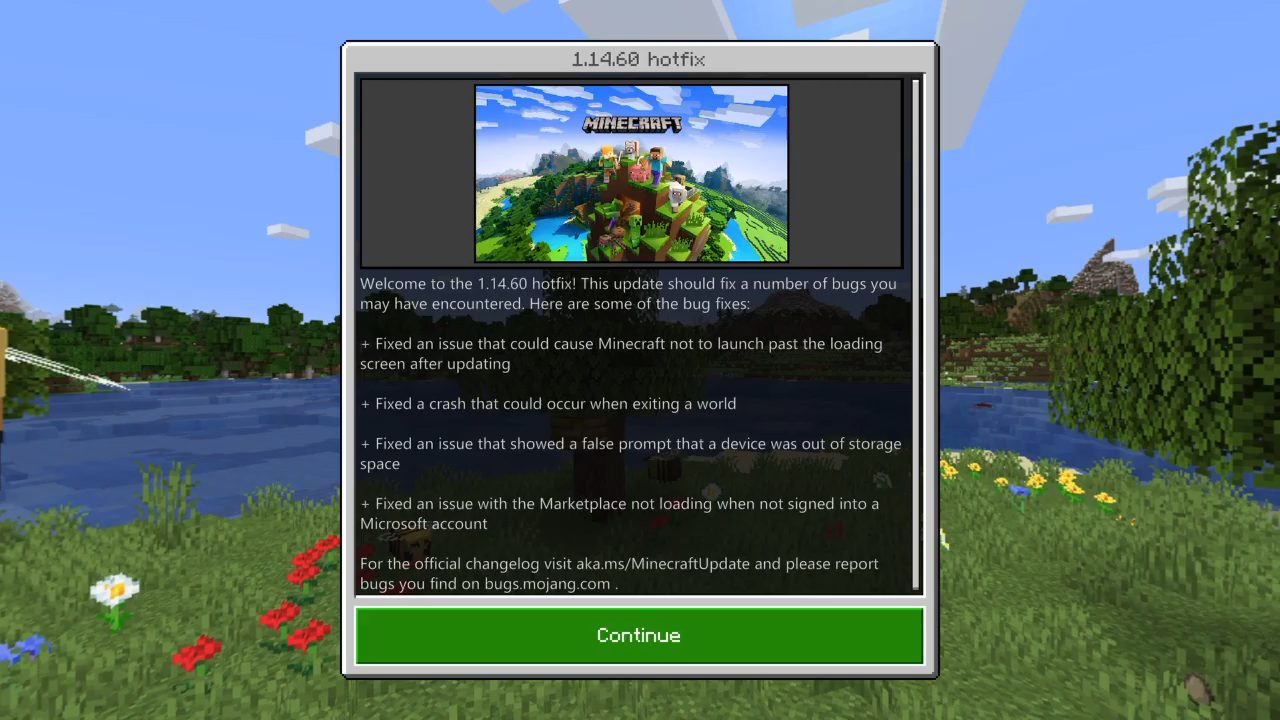 1.14.60 hotfix
MINECRAFT
Welcome to the 1.14.60 hotfix! This update should fix a number of bugs you
may have encountered. Here are some of the bug fixes:
+ Fixed an issue that could cause Minecraft not to launch past the loading
screen after updating
+ Fixed a crash that could occur when exiting a world
+ Fixed an issue that showed a false prompt that a device was out of storage
space
+ Fixed an issue with the Marketplace not loading when not signed into a
Microsoft account
For the official changelog visit aka.ms/MinecraftUpdate and please report
bugs you find on bugs.mojang.com .
Continue